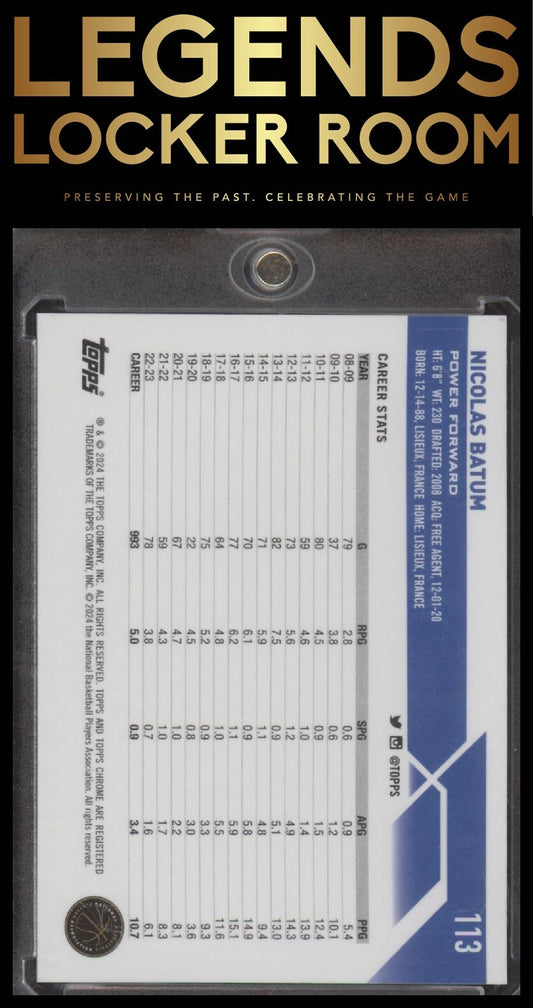 LEGENDS
LOCKER ROOM
PRESERVING THE PAST. CELEBRATING THE GAME
NICOLAS BATUM
113
POWER FORWARD
HT: 6'8" WT: 230 DRAFTED: 2008 ACQ: FREE AGENT, 12-01-20
BORN: 12-14-88, LISIEUX, FRANCE HOME: LISIEUX, FRANCE
@TOPPS
CAREER STATS
YEAR G RPG SPG APG PPG
08-09 79 2.8 0.6 0.9 5.4
09-10 37 3.8 0.6 1.2 10.1
10-11 80 4.5 0.9 1.5 12.4
11-12 59 4.6 1.0 1.4 13.9
12-13 73 5.6 1.2 4.9 14.3
13-14 82 7.5 0.9 5.1 13.0
14-15 71 5.9 1.1 4.8 9.4
15-16 70 6.1 0.9 5.8 14.9
16-17 77 6.2 1.1 5.9 15.1
17-18 64 4.8 1.0 5.5 11.6
18-19 75 5.2 0.9 3.3 9.3
19-20 22 4.5 0.8 3.0 3.6
20-21 67 4.7 1.0 2.2 8.1
21-22 59 4.3 1.0 1.7 8.3
22-23 78 3.8 0.7 1.6 6.1
CAREER 993 5.0 0.9 3.4 10.7
topps®
℗ & © 2024 THE TOPPS COMPANY, INC. ALL RIGHTS RESERVED. TOPPS AND TOPPS CHROME ARE REGISTERED
TRADEMARKS OF THE TOPPS COMPANY, INC. © 2024 the National Basketball Players Association. All rights reserved.